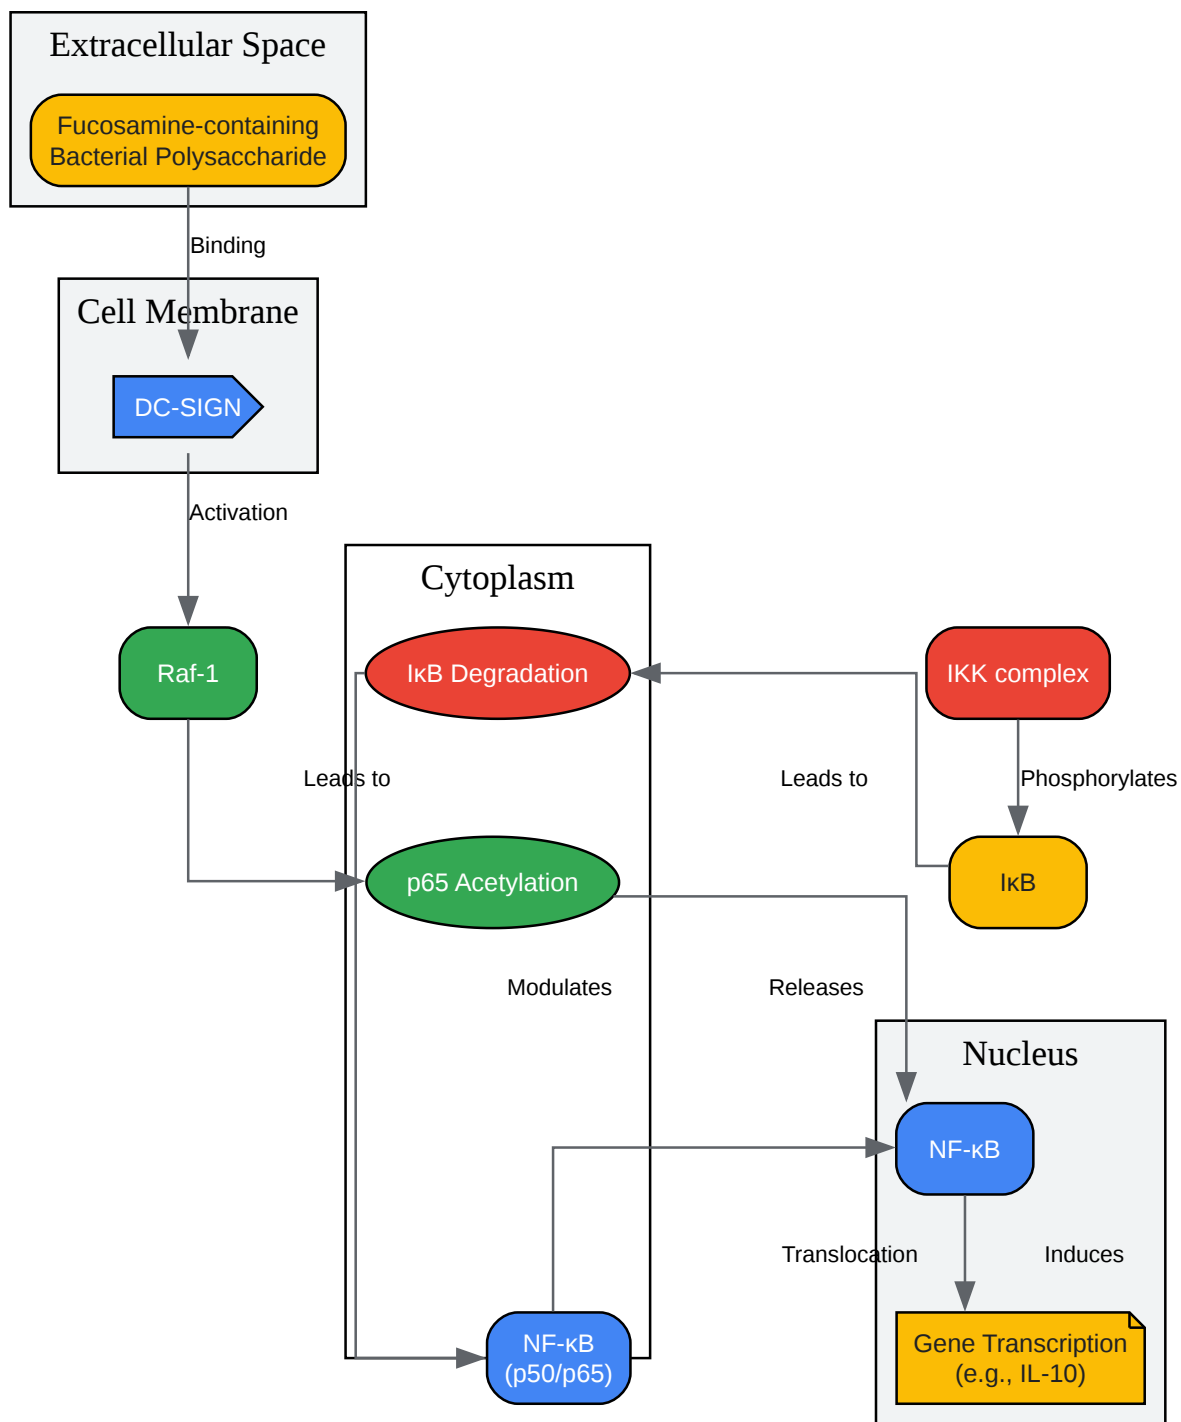 Extracellular Space
Fucosamine-containing
Bacterial Polysaccharide
Binding
Cell Membrane
DC-SIGN
Activation
Cytoplasm
Raf-1
IκB Degradation
IKK complex
Leads to
Leads to
Phosphorylates
p65 Acetylation
IκB
Modulates
Releases
Nucleus
NF-κB
Translocation
Induces
NF-κB
(p50/p65)
Gene Transcription
(e.g., IL-10)